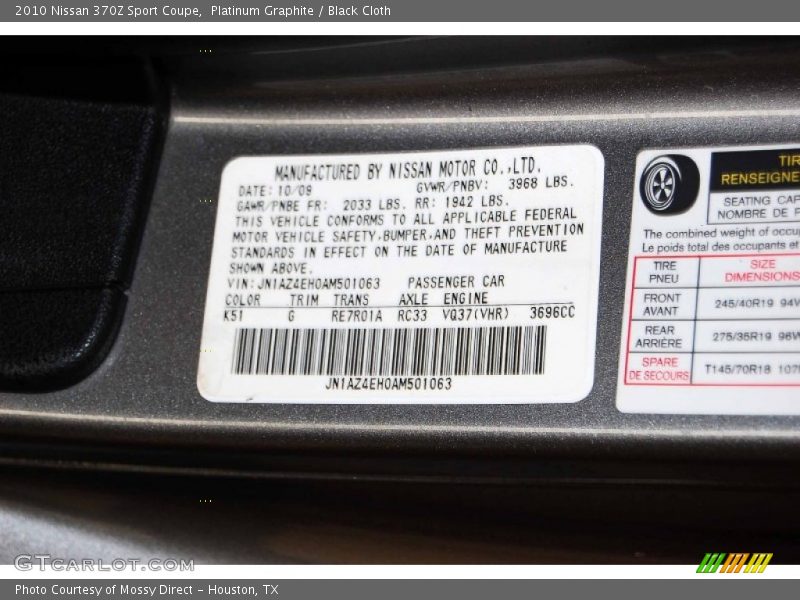 2010 Nissan 370Z Sport Coupe, Platinum Graphite / Black Cloth
MANUFACTURED BY NISSAN MOTOR CO.,LTD.
DATE: 10/09 GVWR/PNBV: 3968 LBS.
GAWR/PNBE FR: 2033 LBS. RR: 1942 LBS.
THIS VEHICLE CONFORMS TO ALL APPLICABLE FEDERAL
MOTOR VEHICLE SAFETY,BUMPER,AND THEFT PREVENTION
STANDARDS IN EFFECT ON THE DATE OF MANUFACTURE
SHOWN ABOVE.
VIN: JN1AZ4EH0AM501063 PASSENGER CAR
COLOR TRIM TRANS AXLE ENGINE
K51 G RE7R01A RC33 VQ37(VHR) 3696CC
JN1AZ4EH0AM501063
TIR
RENSEIGNE
SEATING CAP
NOMBRE DE P
The combined weight of occu
Le poids total des occupants et
TIRE SIZE
PNEU DIMENSIONS
FRONT
AVANT
245/40R19 94W
REAR
ARRIÈRE
275/35R19 96W
SPARE
DE SECOURS
T145/70R18 107
GTCARLOT.COM
Photo Courtesy of Mossy Direct - Houston, TX